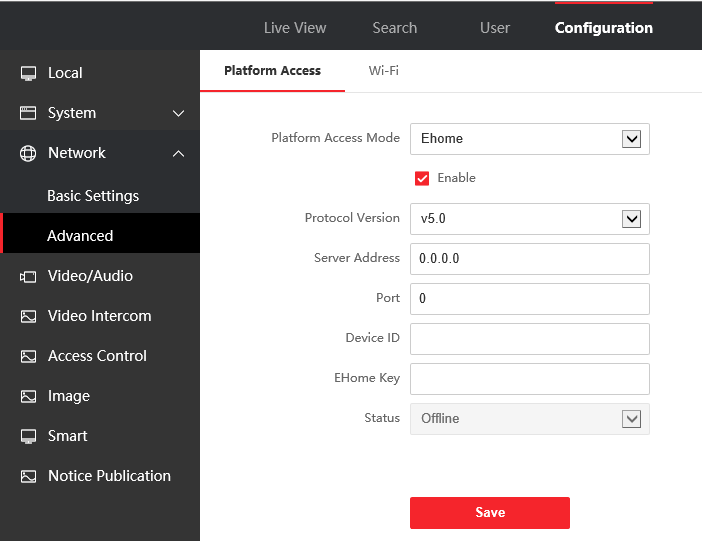 Live View Search User Configuration
Local
System
Network
Basic Settings
Advanced
Video/Audio
Video Intercom
Access Control
Image
Smart
Notice Publication
Platform Access Wi-Fi
Platform Access Mode Ehome
Enable
Protocol Version v5.0
Server Address 0.0.0.0
Port 0
Device ID
EHome Key
Status Offline
Save